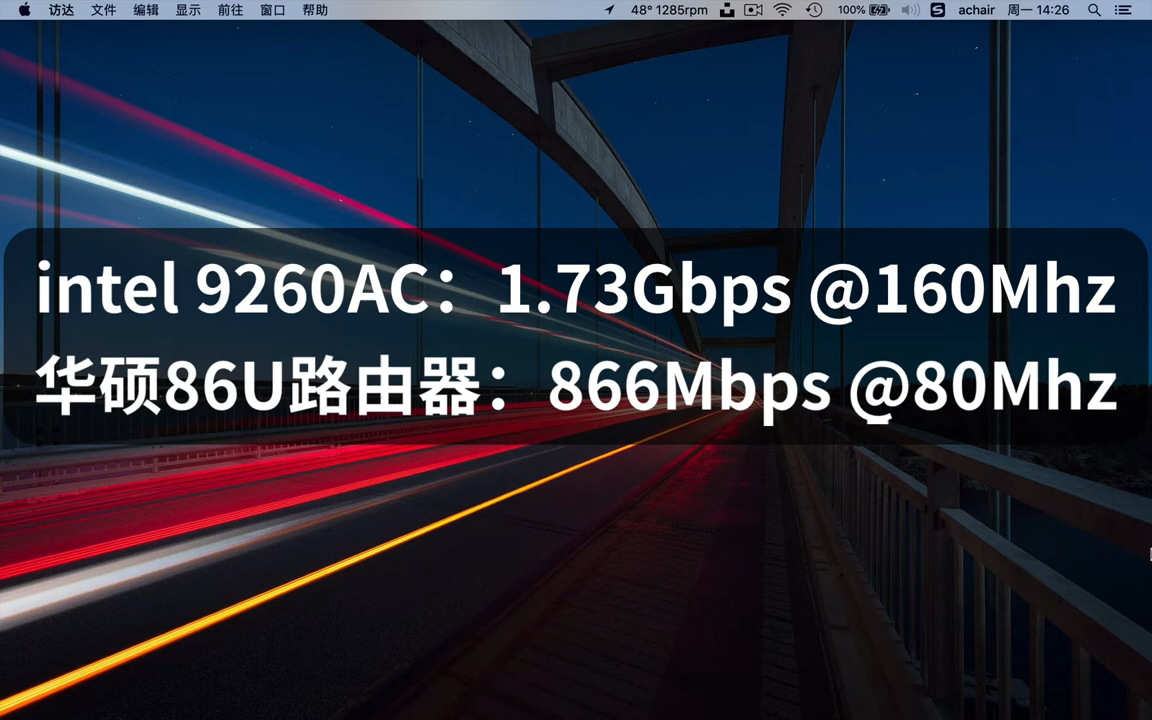 访达 文件 编辑 显示 前往 窗口 帮助 48° 1285rpm 100% achair 周一 14:26
intel 9260AC：1.73Gbps @160Mhz
华硕86U路由器：866Mbps @80Mhz